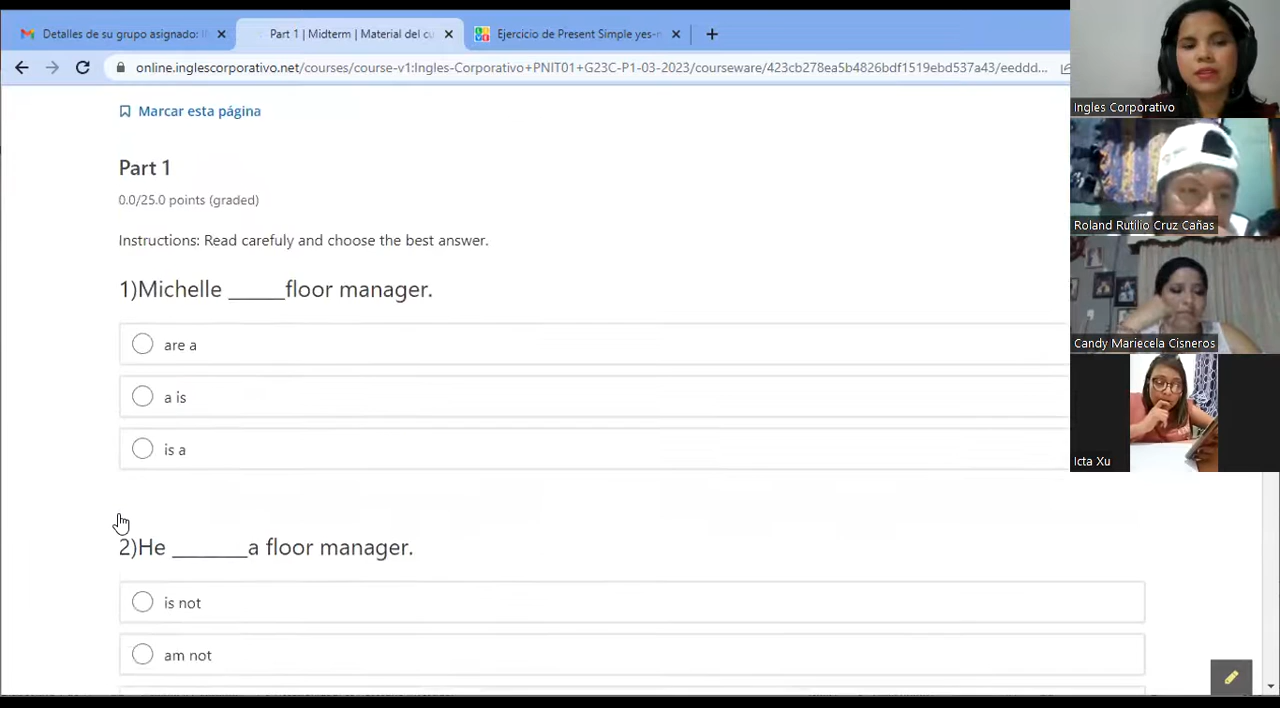 Detalles de su grupo asignado: I
Part 1 | Midterm | Material del cu
Ejercicio de Present Simple yes-
online.inglescorporativo.net/courses/course-v1:Ingles-Corporativo+PNIT01+G23C-P1-03-2023/courseware/423cb278ea5b4826bdf1519ebd537a43/eeddd...
Marcar esta página
Part 1
0.0/25.0 points (graded)
Instructions: Read carefuly and choose the best answer.
1)Michelle ______floor manager.
are a
a is
is a
2)He ________a floor manager.
is not
am not
Ingles Corporativo
Roland Rutilio Cruz Cañas
Candy Mariecela Cisneros
Icta Xu